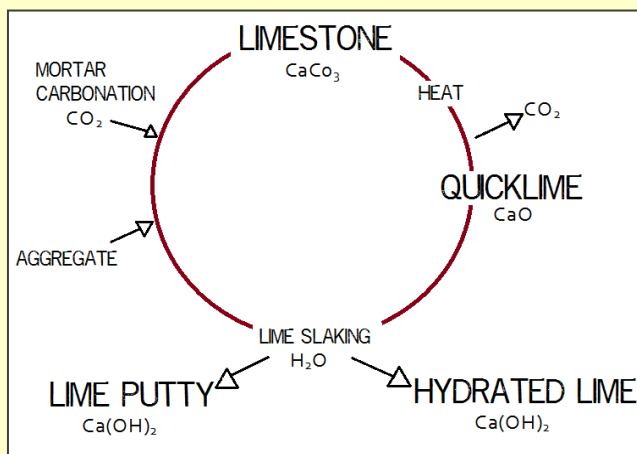 LIMESTONE
CaCo₃
MORTAR
CARBONATION
CO₂
HEAT
CO₂
QUICKLIME
CaO
AGGREGATE
LIME SLAKING
H₂O
LIME PUTTY
Ca(OH)₂
HYDRATED LIME
Ca(OH)₂